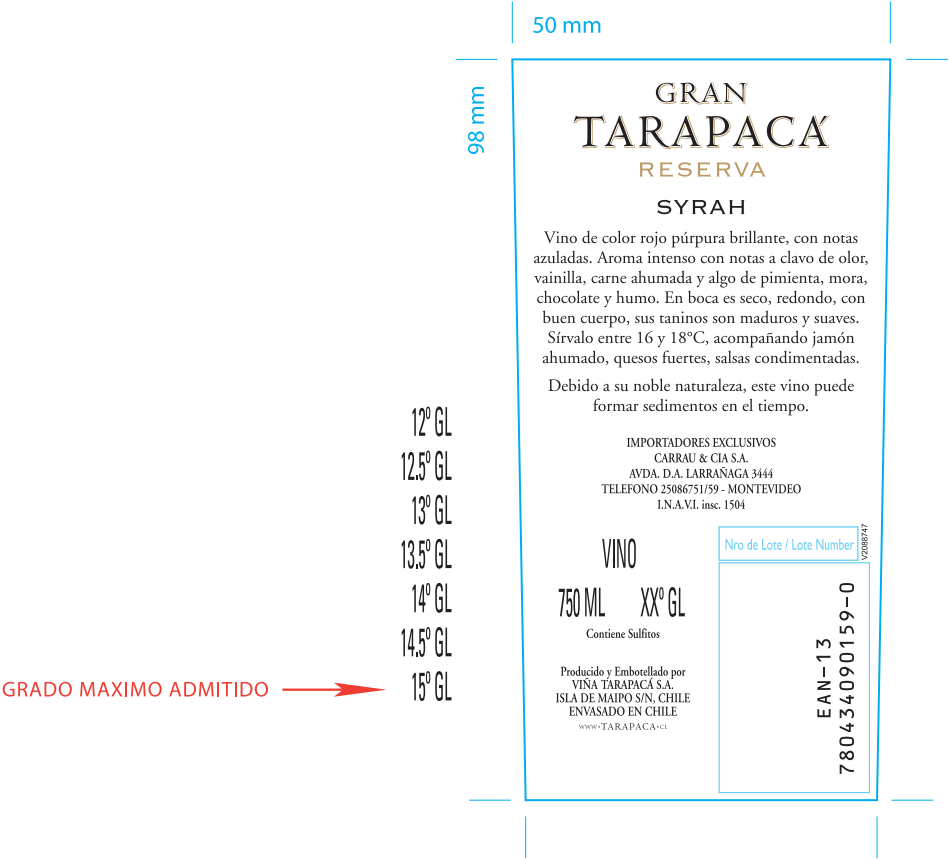 50 mm
98 mm
GRAN
TARAPACÁ
RESERVA
SYRAH
Vino de color rojo púrpura brillante, con notas
azuladas. Aroma intenso con notas a clavo de olor,
vainilla, carne ahumada y algo de pimienta, mora,
chocolate y humo. En boca es seco, redondo, con
buen cuerpo, sus taninos son maduros y suaves.
Sírvalo entre 16 y 18°C, acompañando jamón
ahumado, quesos fuertes, salsas condimentadas.
Debido a su noble naturaleza, este vino puede
formar sedimentos en el tiempo.
IMPORTADORES EXCLUSIVOS
CARRAU & CIA S.A.
AVDA. D.A. LARRAÑAGA 3444
TELEFONO 25086751/59 - MONTEVIDEO
I.N.A.V.I. insc. 1504
VINO
750 ML XXº GL
Contiene Sulfitos
Producido y Embotellado por
VIÑA TARAPACÁ S.A.
ISLA DE MAIPO S/N, CHILE
ENVASADO EN CHILE
WWW•TARAPACA•CL
Nro de Lote / Lote Number
V2088747
EAN-13
780434090159-0
12º GL
12.5º GL
13º GL
13.5º GL
14º GL
14.5º GL
GRADO MAXIMO ADMITIDO 15º GL